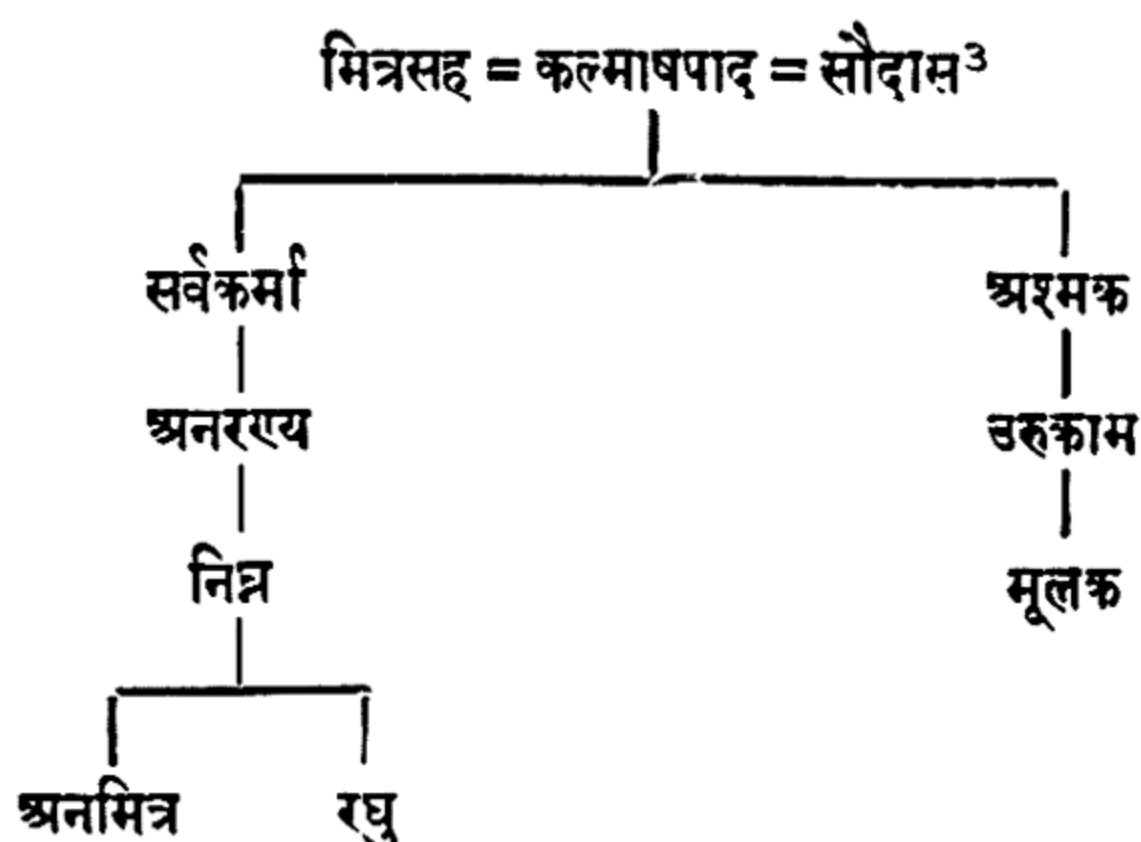 मित्रसह = कल्माषपाद = सौदास³
सर्वकर्मा अश्मक
अनरण्य उरुकाम
निघ्न मूलक
अनमित्र रघु